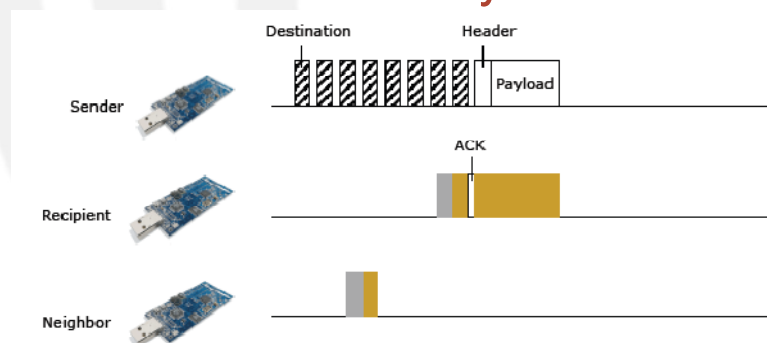 Destination
Header
Payload
Sender
ACK
Recipient
Neighbor